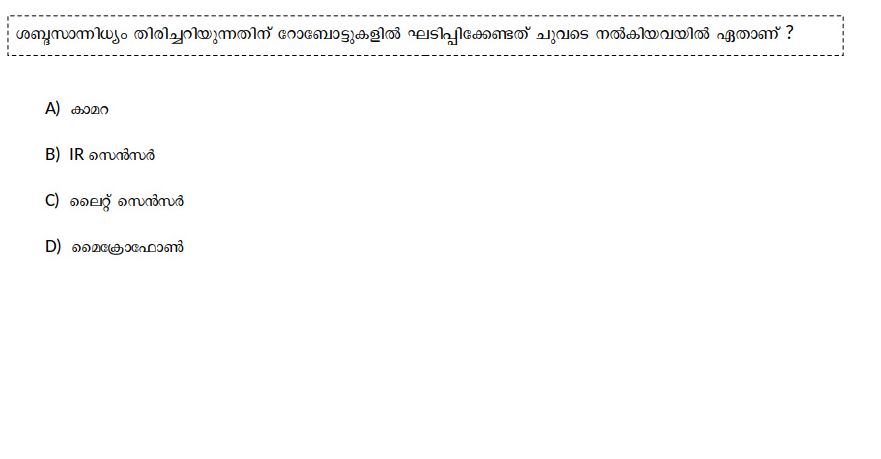 ശബ്ദസാന്നിധ്യം തിരിച്ചറിയുന്നതിന് റോബോട്ടുകളിൽ ഘടിപ്പിക്കേണ്ടത് ചുവടെ നൽകിയവയിൽ ഏതാണ് ?
A) കാമറ
B) IR സെൻസർ
C) ലൈറ്റ് സെൻസർ
D) മൈക്രോഫോൺ